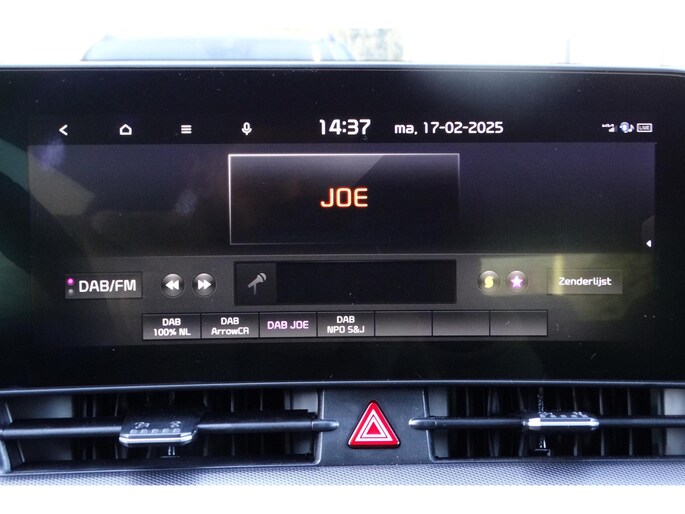 14:37 ma, 17-02-2025 LIVE
JOE
DAB/FM
Zenderlijst
DAB
100% NL
DAB
ArrowCR
DAB JOE
DAB
NPO S&J